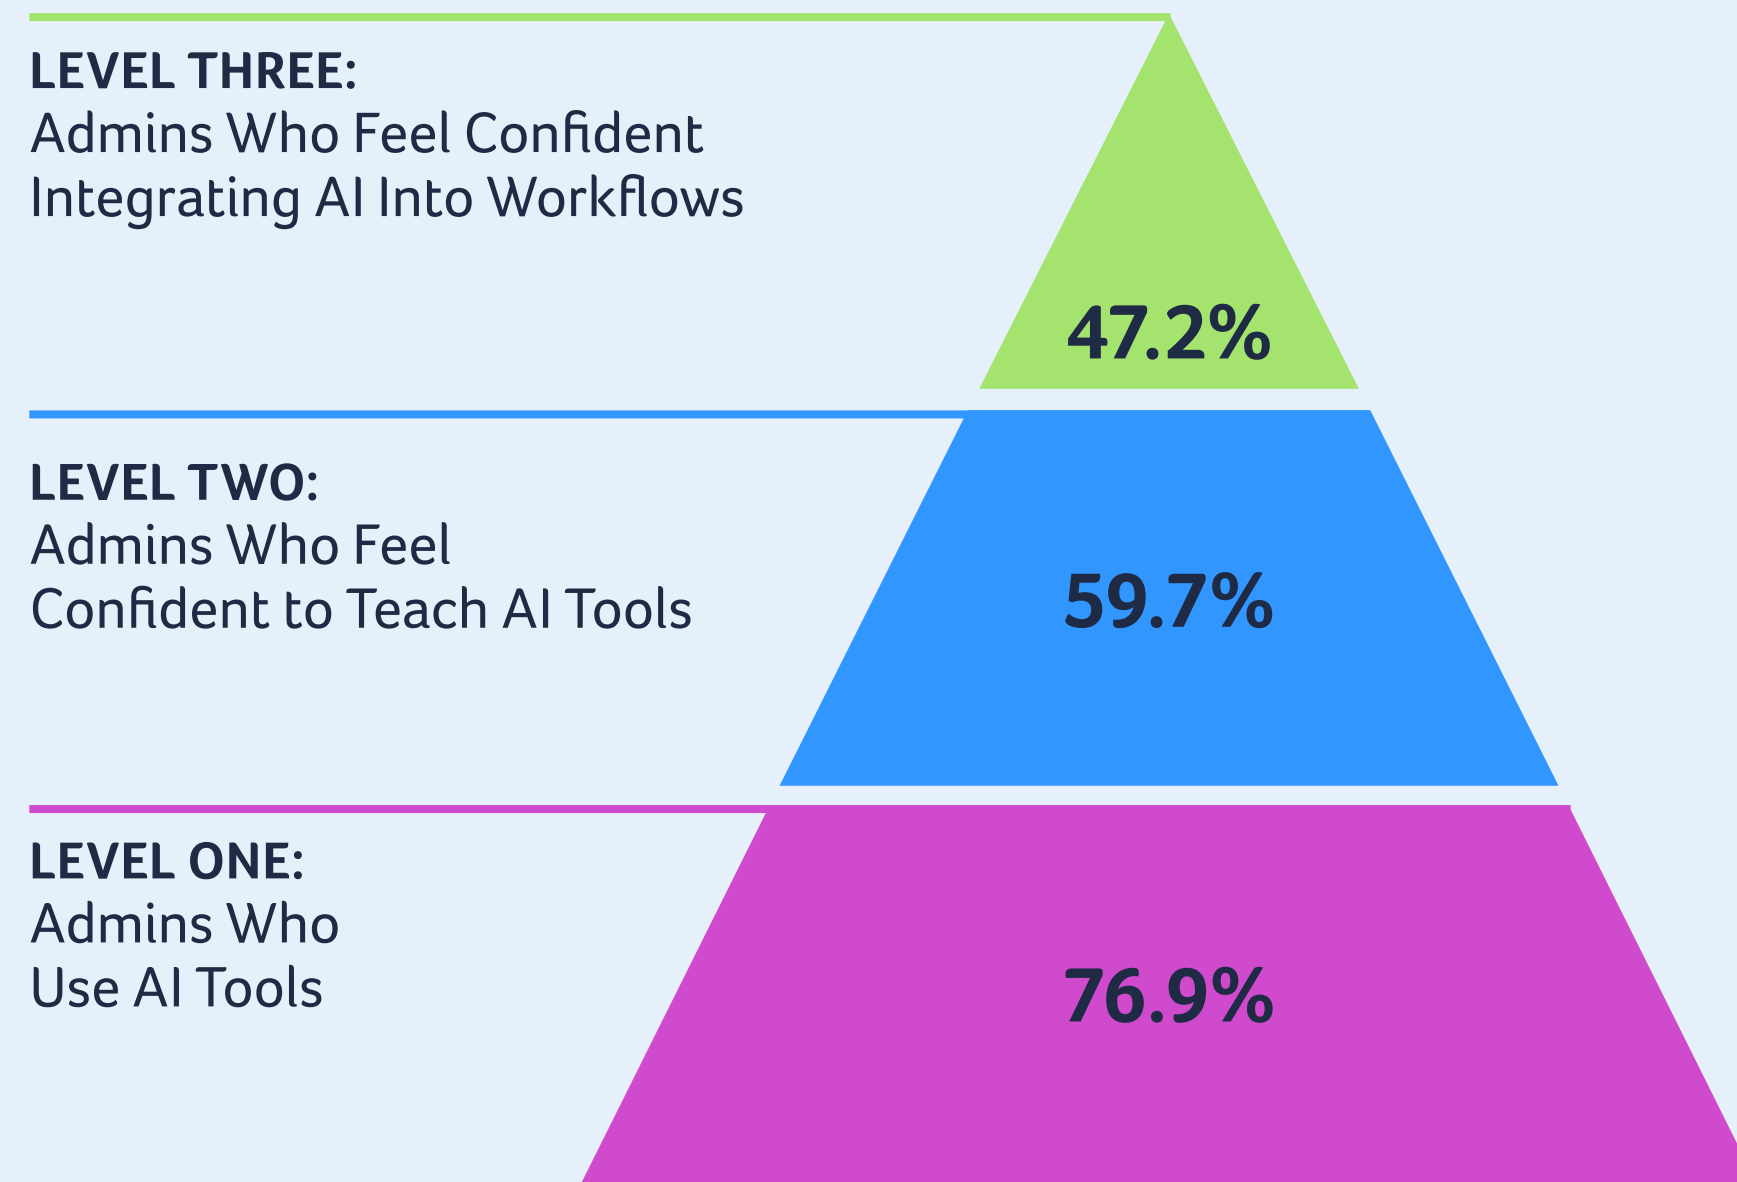 LEVEL THREE:
Admins Who Feel Confident
Integrating AI Into Workflows
47.2%
LEVEL TWO:
Admins Who Feel
Confident to Teach AI Tools
59.7%
LEVEL ONE:
Admins Who
Use AI Tools
76.9%